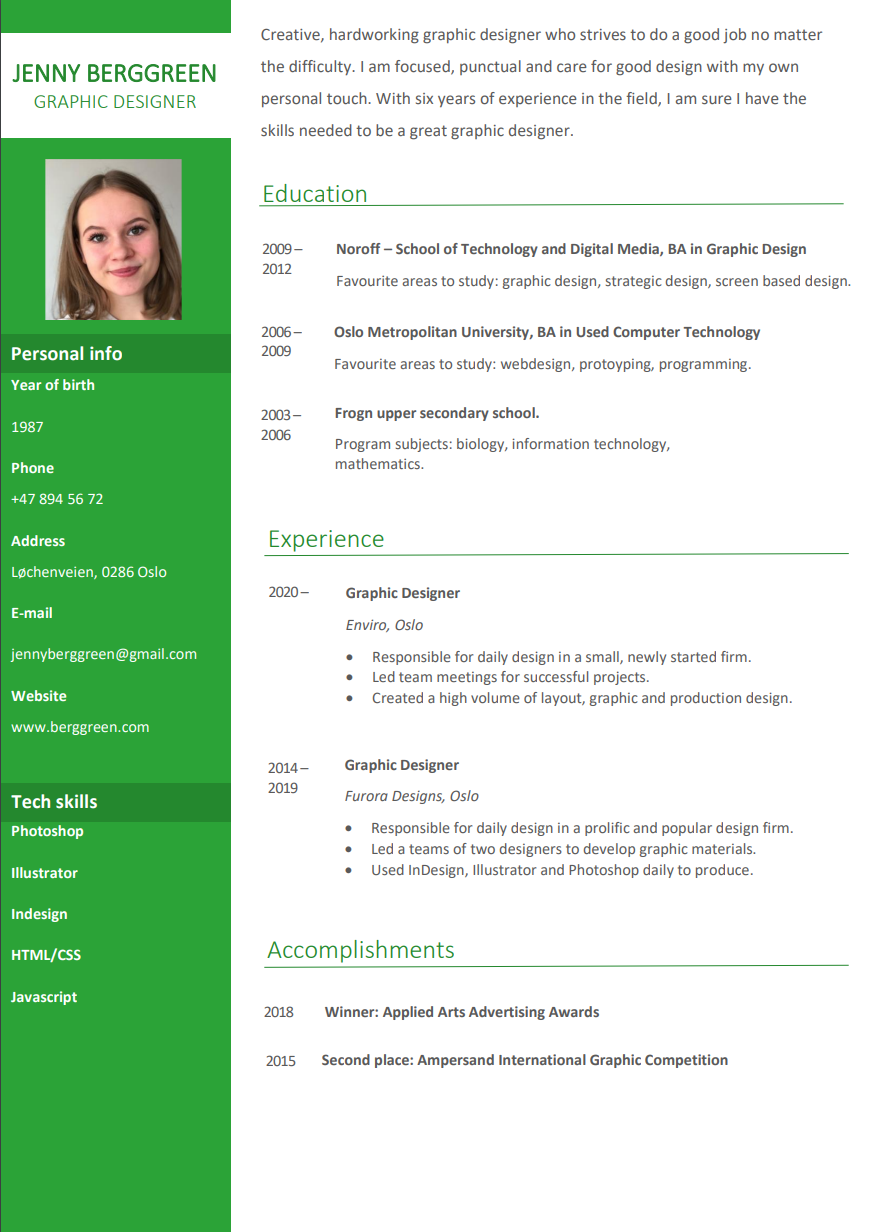 JENNY BERGGREEN
GRAPHIC DESIGNER
Personal info
Year of birth
1987
Phone
+47 894 56 72
Address
Løchenveien, 0286 Oslo
E-mail
jennyberggreen@gmail.com
Website
www.berggreen.com
Tech skills
Photoshop
Illustrator
Indesign
HTML/CSS
Javascript
Creative, hardworking graphic designer who strives to do a good job no matter
the difficulty. I am focused, punctual and care for good design with my own
personal touch. With six years of experience in the field, I am sure I have the
skills needed to be a great graphic designer.
Education
2009 –
2012
Noroff – School of Technology and Digital Media, BA in Graphic Design
Favourite areas to study: graphic design, strategic design, screen based design.
2006 –
2009
Oslo Metropolitan University, BA in Used Computer Technology
Favourite areas to study: webdesign, protoyping, programming.
2003 –
2006
Frogn upper secondary school.
Program subjects: biology, information technology,
mathematics.
Experience
2020 –
Graphic Designer
Enviro, Oslo
• Responsible for daily design in a small, newly started firm.
• Led team meetings for successful projects.
• Created a high volume of layout, graphic and production design.
2014 –
2019
Graphic Designer
Furora Designs, Oslo
• Responsible for daily design in a prolific and popular design firm.
• Led a teams of two designers to develop graphic materials.
• Used InDesign, Illustrator and Photoshop daily to produce.
Accomplishments
2018 Winner: Applied Arts Advertising Awards
2015 Second place: Ampersand International Graphic Competition